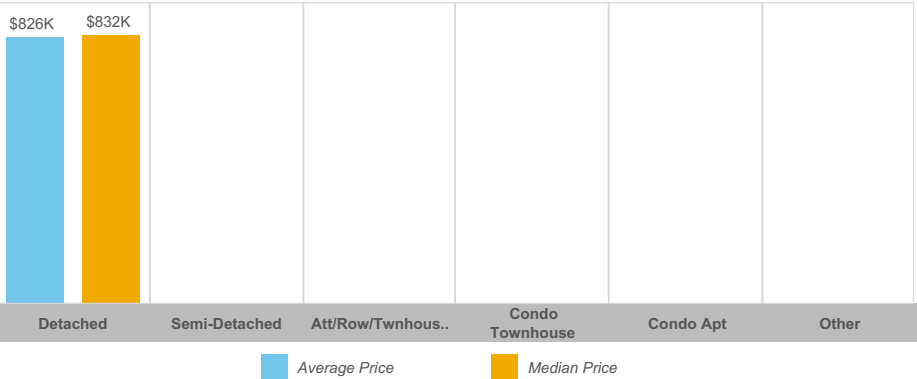 $826K
$832K
Detached
Semi-Detached
Att/Row/Twnhous..
Condo
Townhouse
Condo Apt
Other
Average Price
Median Price